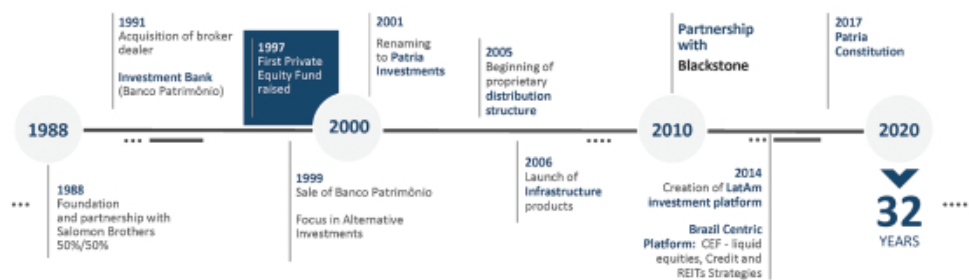 1991
Acquisition of broker
dealer
Investment Bank
(Banco Patrimônio)
1997
First Private
Equity Fund
raised
2001
Renaming
to Patria
Investments
2005
Beginning of
proprietary
distribution
structure
Partnership
with
Blackstone
2017
Patria
Constitution
1988
2000
2010
2020
1988
Foundation
and partnership with
Salomon Brothers
50%/50%
1999
Sale of Banco Patrimônio
Focus in Alternative
Investments
2006
Launch of
Infrastructure
products
2014
Creation of LatAm
investment platform
Brazil Centric
Platform: CEF - liquid
equities, Credit and
REITs Strategies
32
YEARS